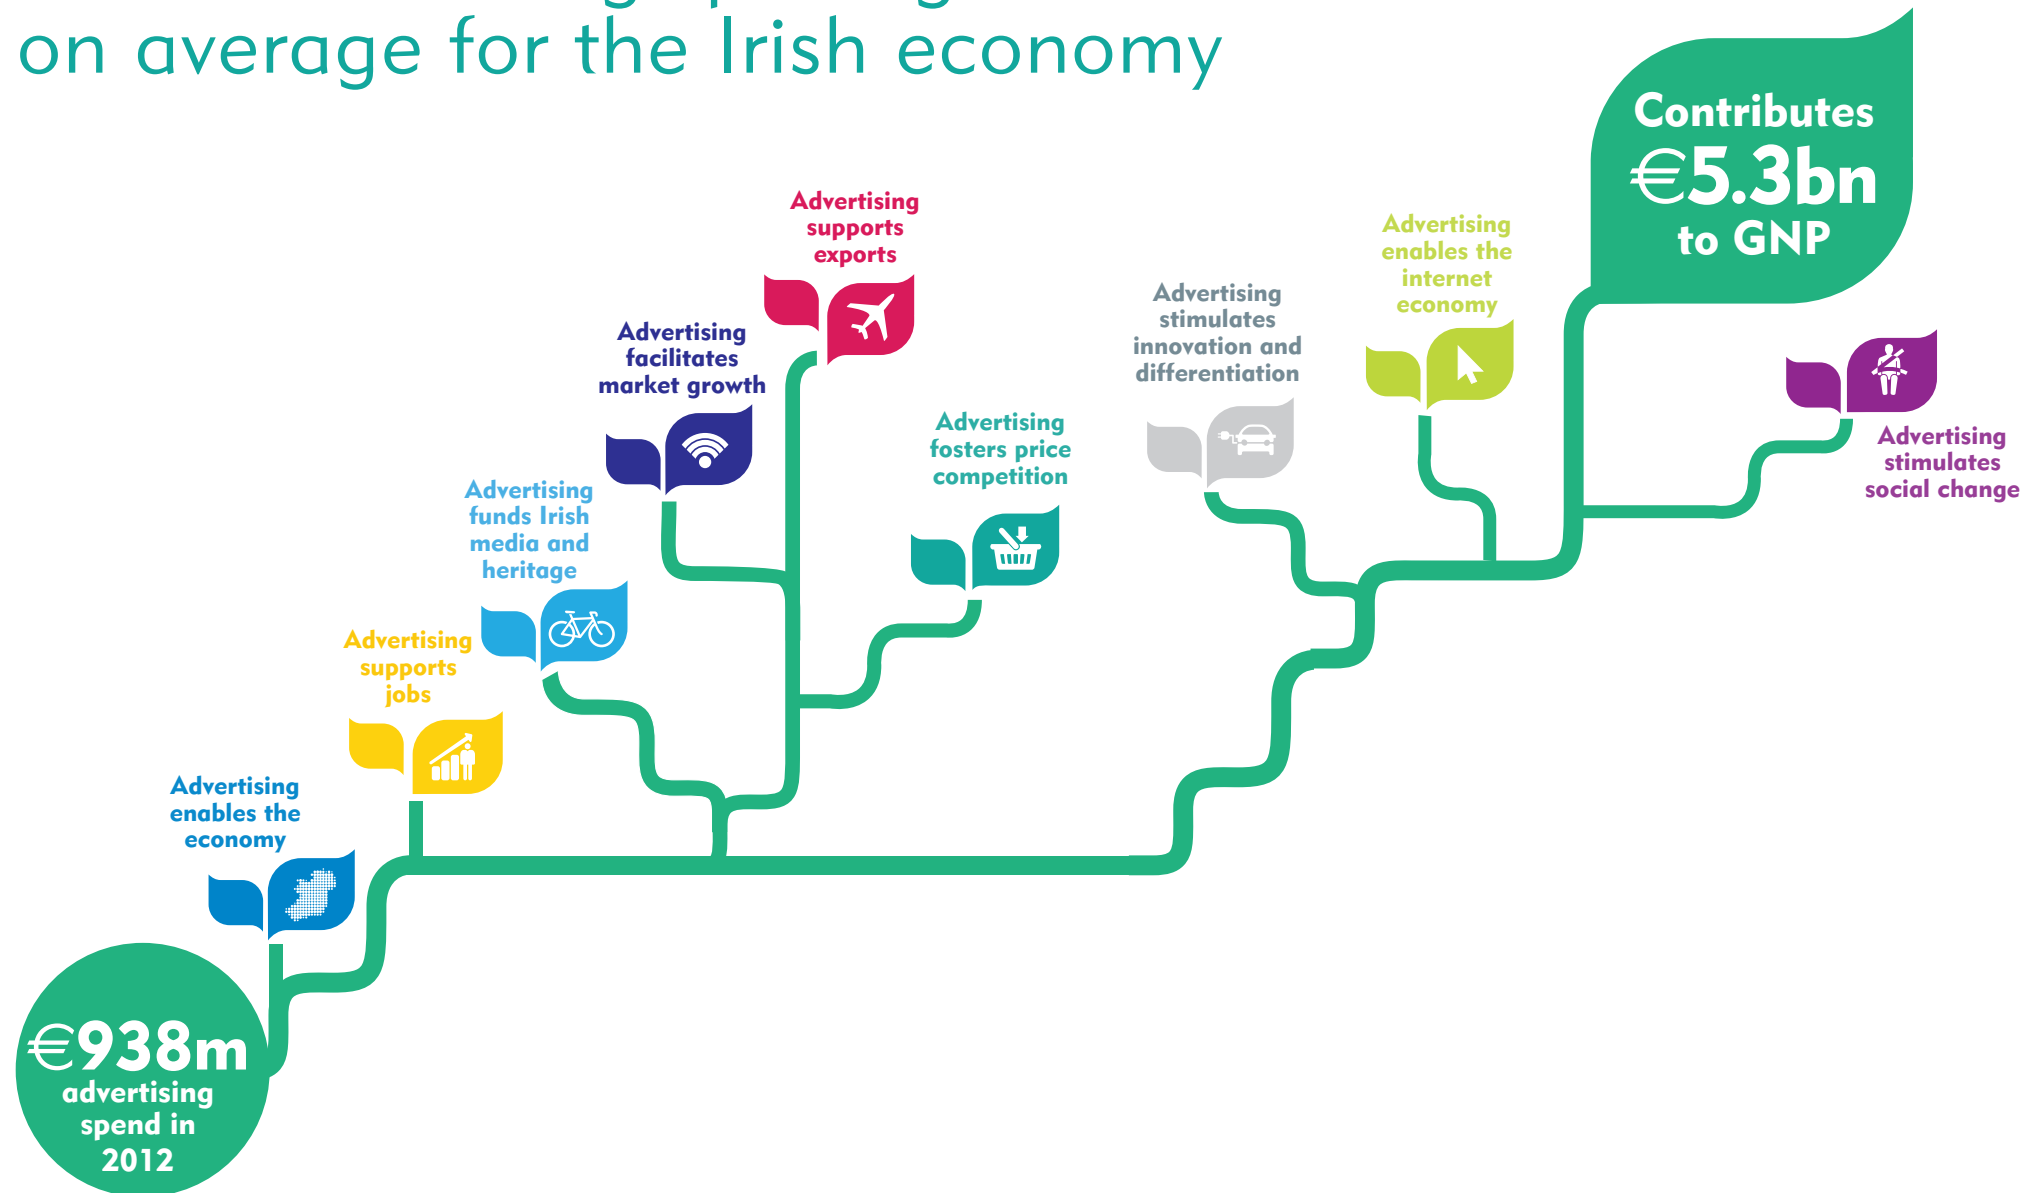 on average for the Irish economy
Contributes
€5.3bn
to GNP
Advertising
supports
exports
Advertising
enables the
internet
economy
Advertising
stimulates
innovation and
differentiation
Advertising
facilitates
market growth
Advertising
fosters price
competition
Advertising
stimulates
social change
Advertising
funds Irish
media and
heritage
Advertising
supports
jobs
Advertising
enables the
economy
€938m
advertising
spend in
2012